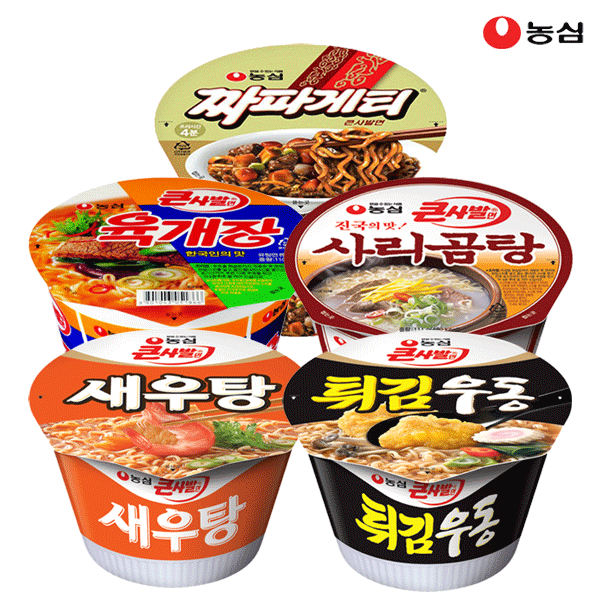 농심
농심
짜파게티
큰사발면
조리시간
4분
농심
큰사발면
육개장
한국인의 맛
농심
큰사발면
진국의맛!
사리곰탕
농심
큰사발면
새우탕
농심
큰사발면
새우탕
농심
큰사발면
튀김우동
농심
큰사발면
튀김우동